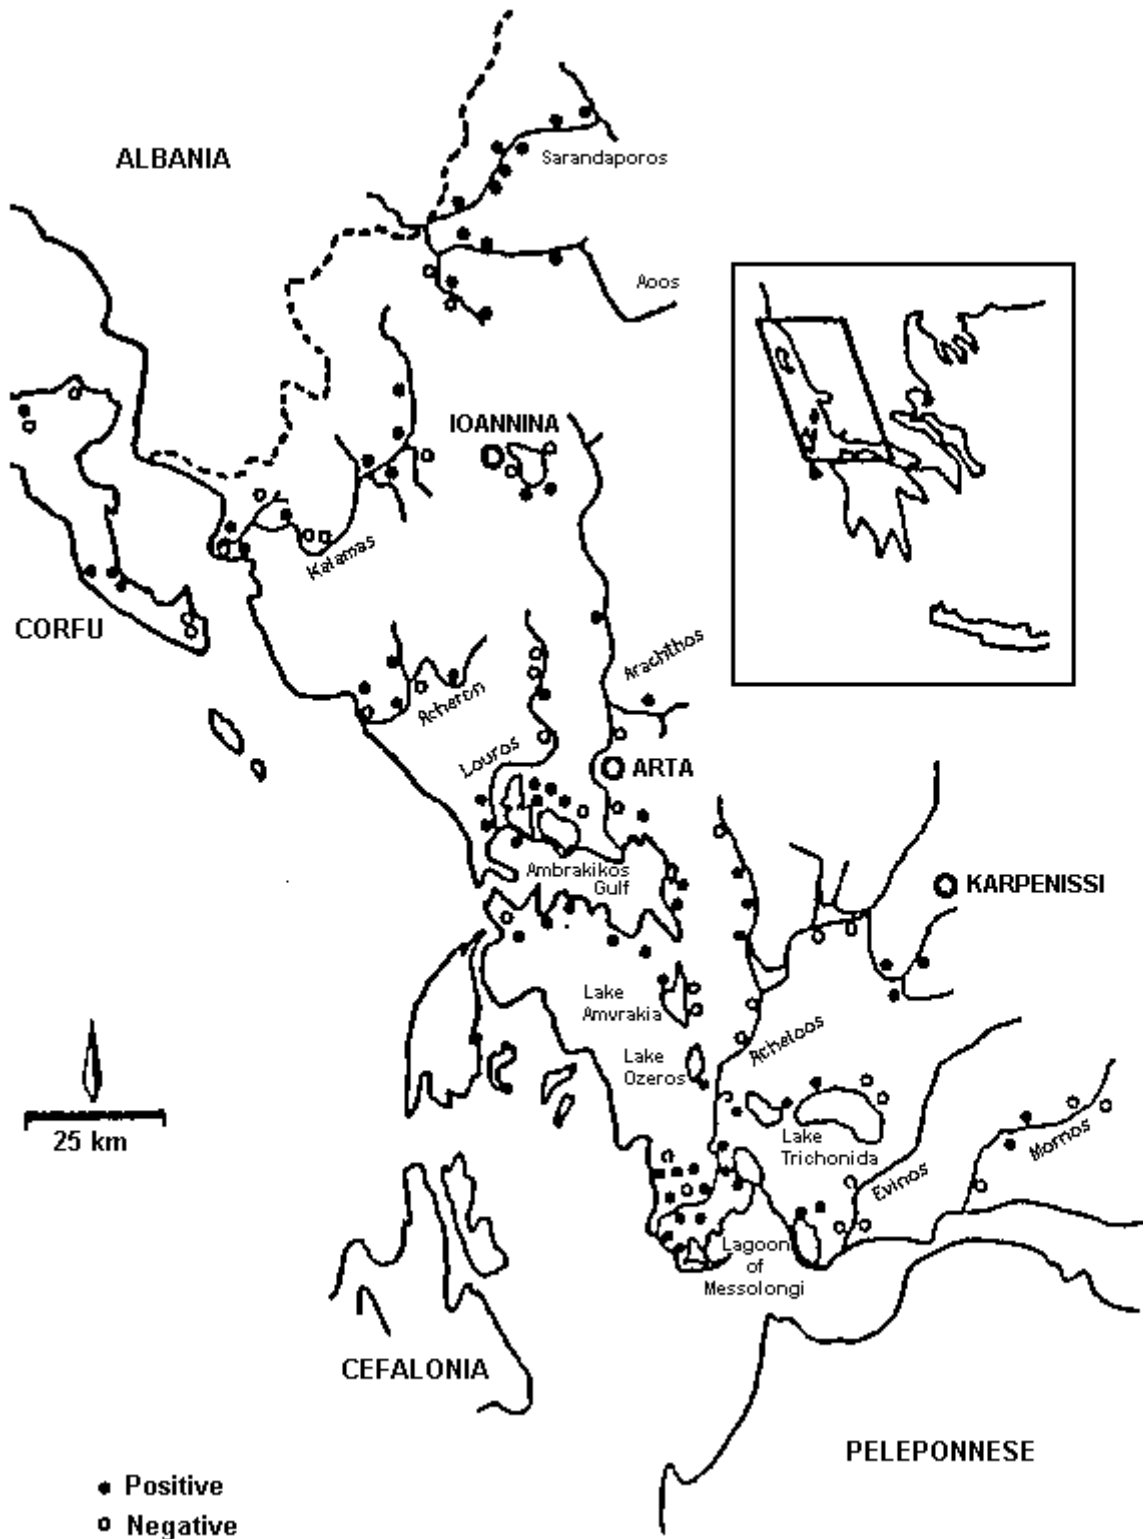 ALBANIA
Sarandaporos
Aoos
IOANNINA
Kalamas
CORFU
Acheron
Arachthos
Louros
ARTA
Ambrakikos
Gulf
KARPENISSI
Lake
Amvrakia
Acheloos
Lake
Ozeros
25 km
Lake
Trichonida
Mornos
Evinos
Lagoon
of
Messolongi
CEFALONIA
PELEPONNESE
Positive
Negative